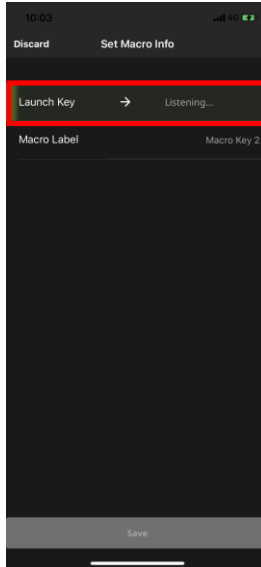 10:03 4G
Discard Set Macro Info
Launch Key → Listening...
Macro Label Macro Key 2
Save